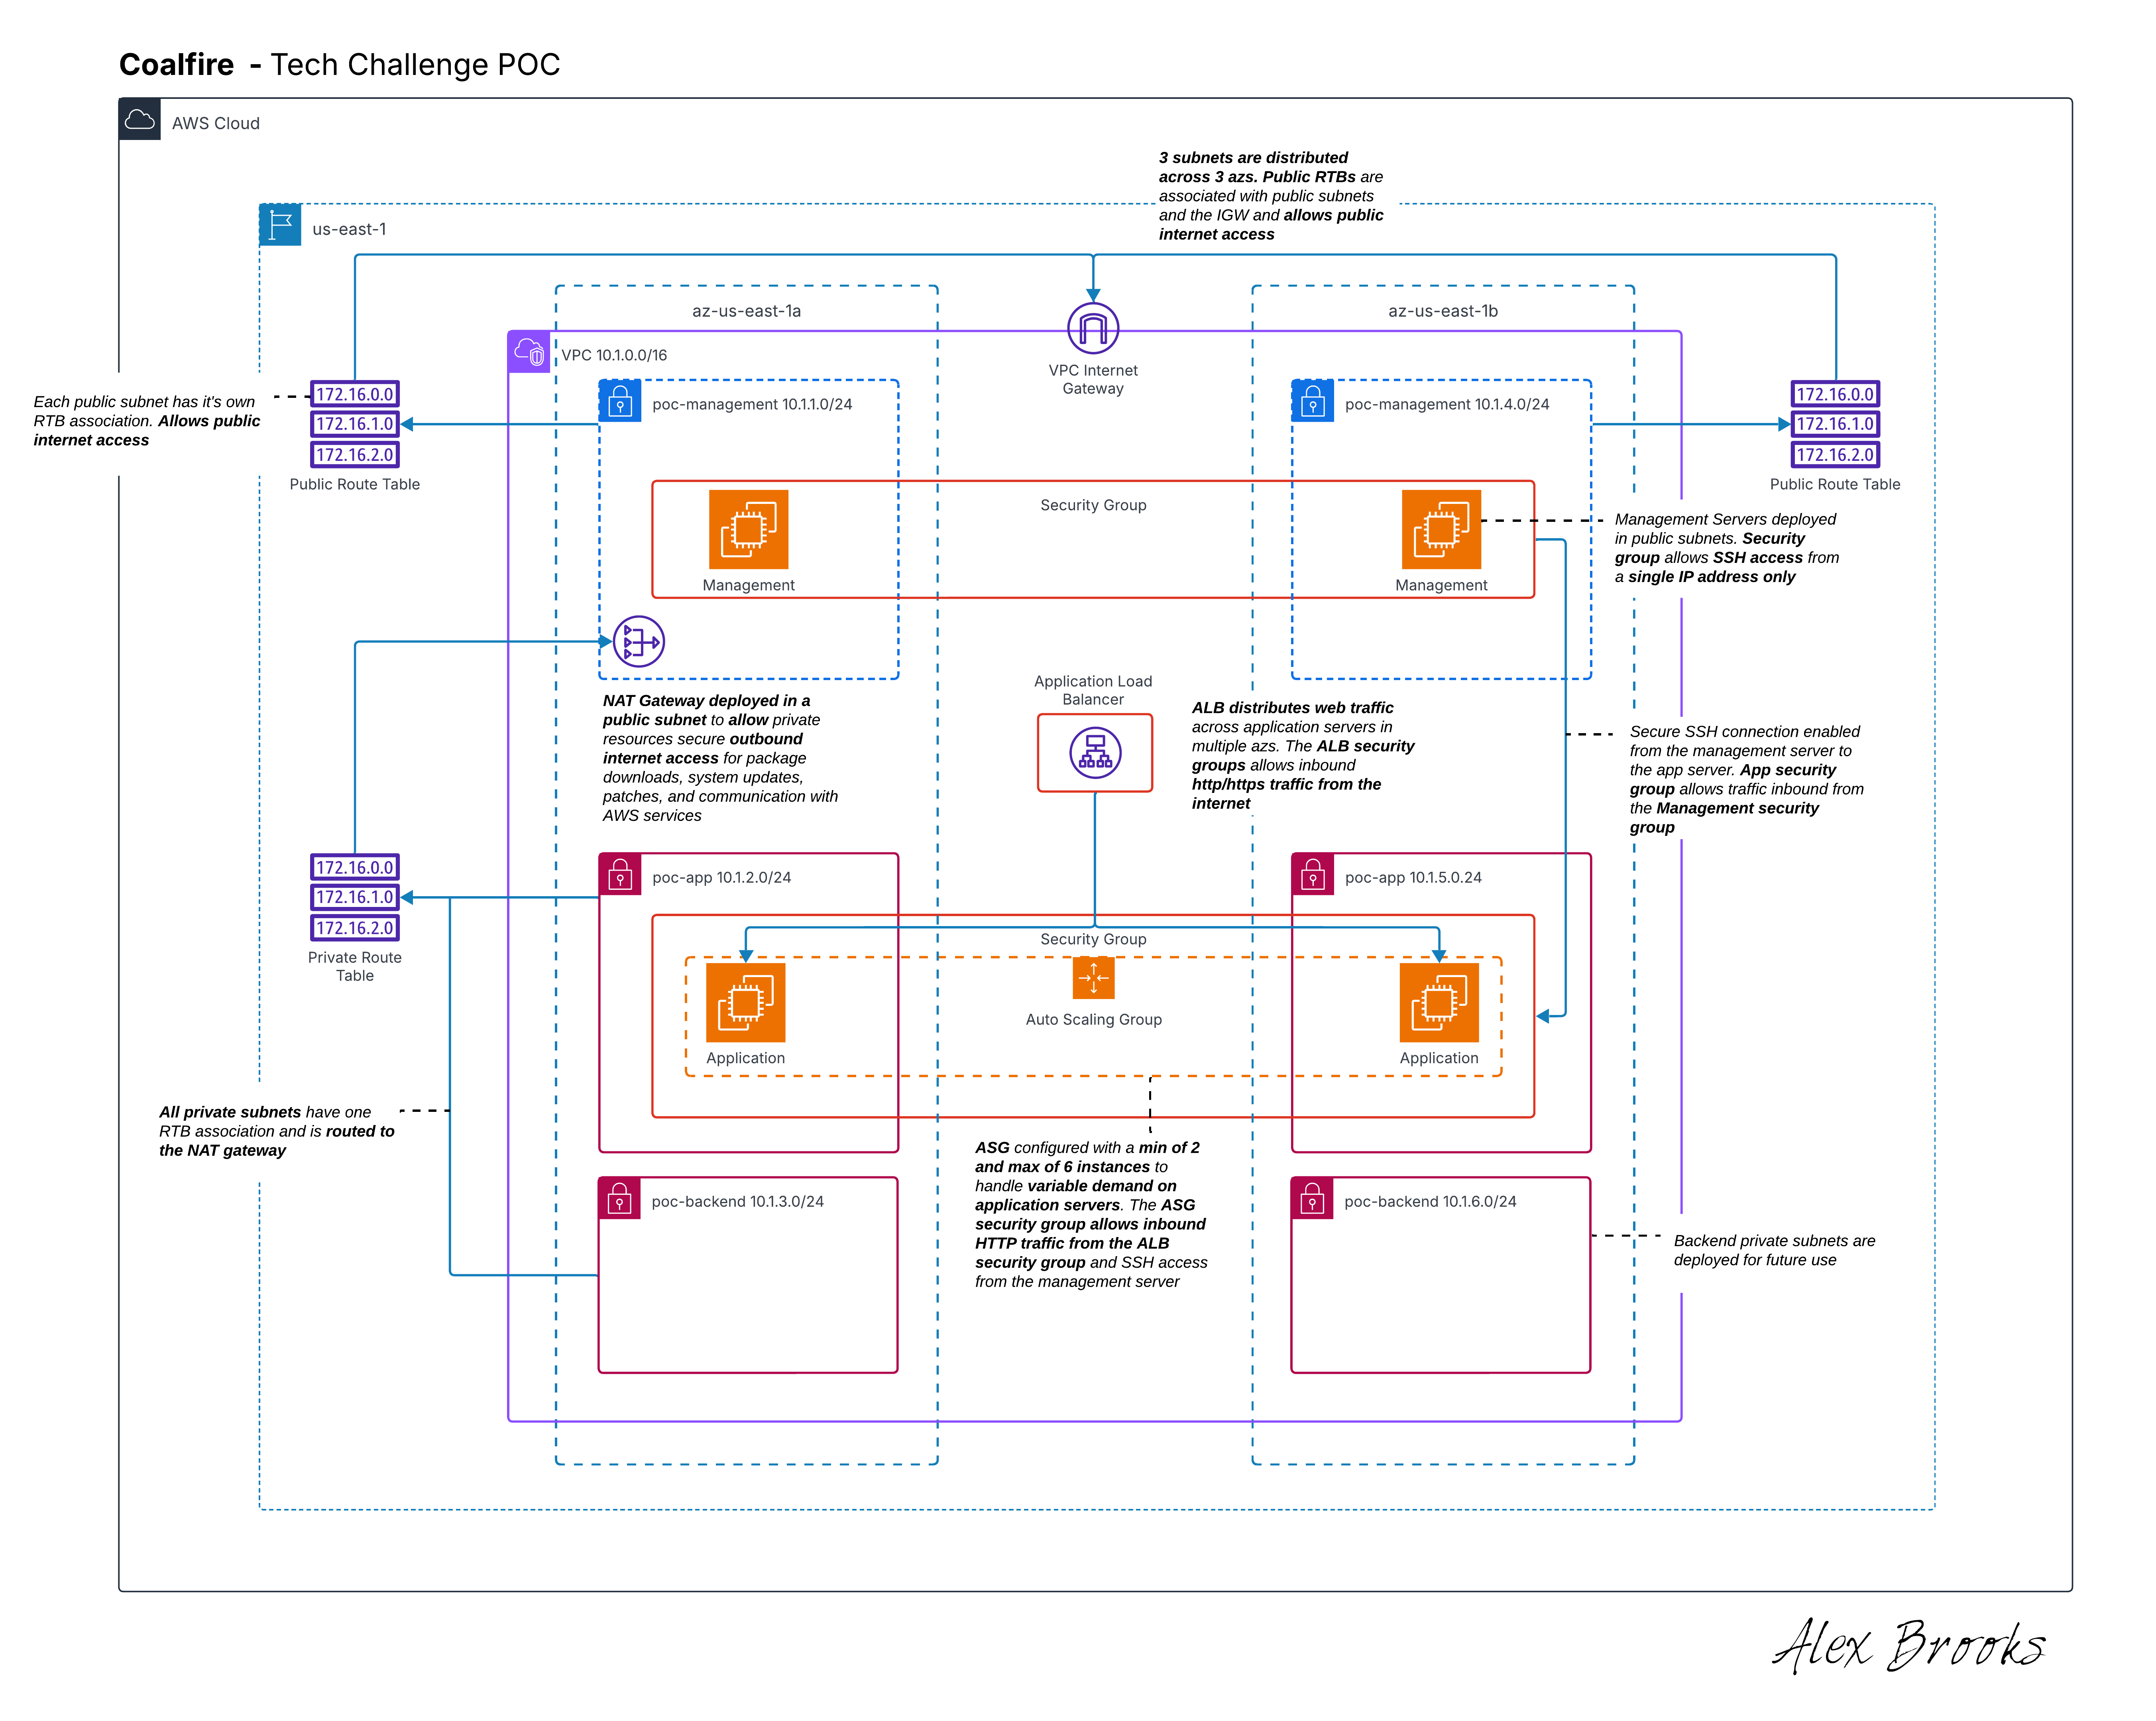 Coalfire - Tech Challenge POC
AWS Cloud
3 subnets are distributed
across 3 azs. Public RTBs are
associated with public subnets
and the IGW and allows public
internet access
us-east-1
az-us-east-1a
az-us-east-1b
VPC 10.1.0.0/16
VPC Internet
Gateway
Each public subnet has it's own
RTB association. Allows public
internet access
172.16.0.0
172.16.1.0
172.16.2.0
Public Route Table
poc-management 10.1.1.0/24
poc-management 10.1.4.0/24
172.16.0.0
172.16.1.0
172.16.2.0
Public Route Table
Security Group
Management
Management
Management Servers deployed
in public subnets. Security
group allows SSH access from
a single IP address only
NAT Gateway deployed in a
public subnet to allow private
resources secure outbound
internet access for package
downloads, system updates,
patches, and communication with
AWS services
Application Load
Balancer
ALB distributes web traffic
across application servers in
multiple azs. The ALB security
groups allows inbound
http/https traffic from the
internet
Secure SSH connection enabled
from the management server to
the app server. App security
group allows traffic inbound from
the Management security
group
172.16.0.0
172.16.1.0
172.16.2.0
Private Route
Table
poc-app 10.1.2.0/24
poc-app 10.1.5.0.24
Security Group
Auto Scaling Group
Application
Application
All private subnets have one
RTB association and is routed to
the NAT gateway
ASG configured with a min of 2
and max of 6 instances to
handle variable demand on
application servers. The ASG
security group allows inbound
HTTP traffic from the ALB
security group and SSH access
from the management server
poc-backend 10.1.3.0/24
poc-backend 10.1.6.0/24
Backend private subnets are
deployed for future use
Alex Brooks